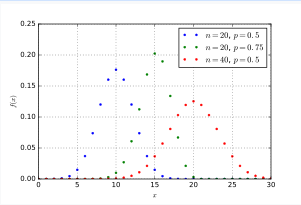 0.25
0.20
0.15
0.10
0.05
0.00
f(x)
n = 20, p = 0.5
n = 20, p = 0.75
n = 40, p = 0.5
0 5 10 15 20 25 30
x